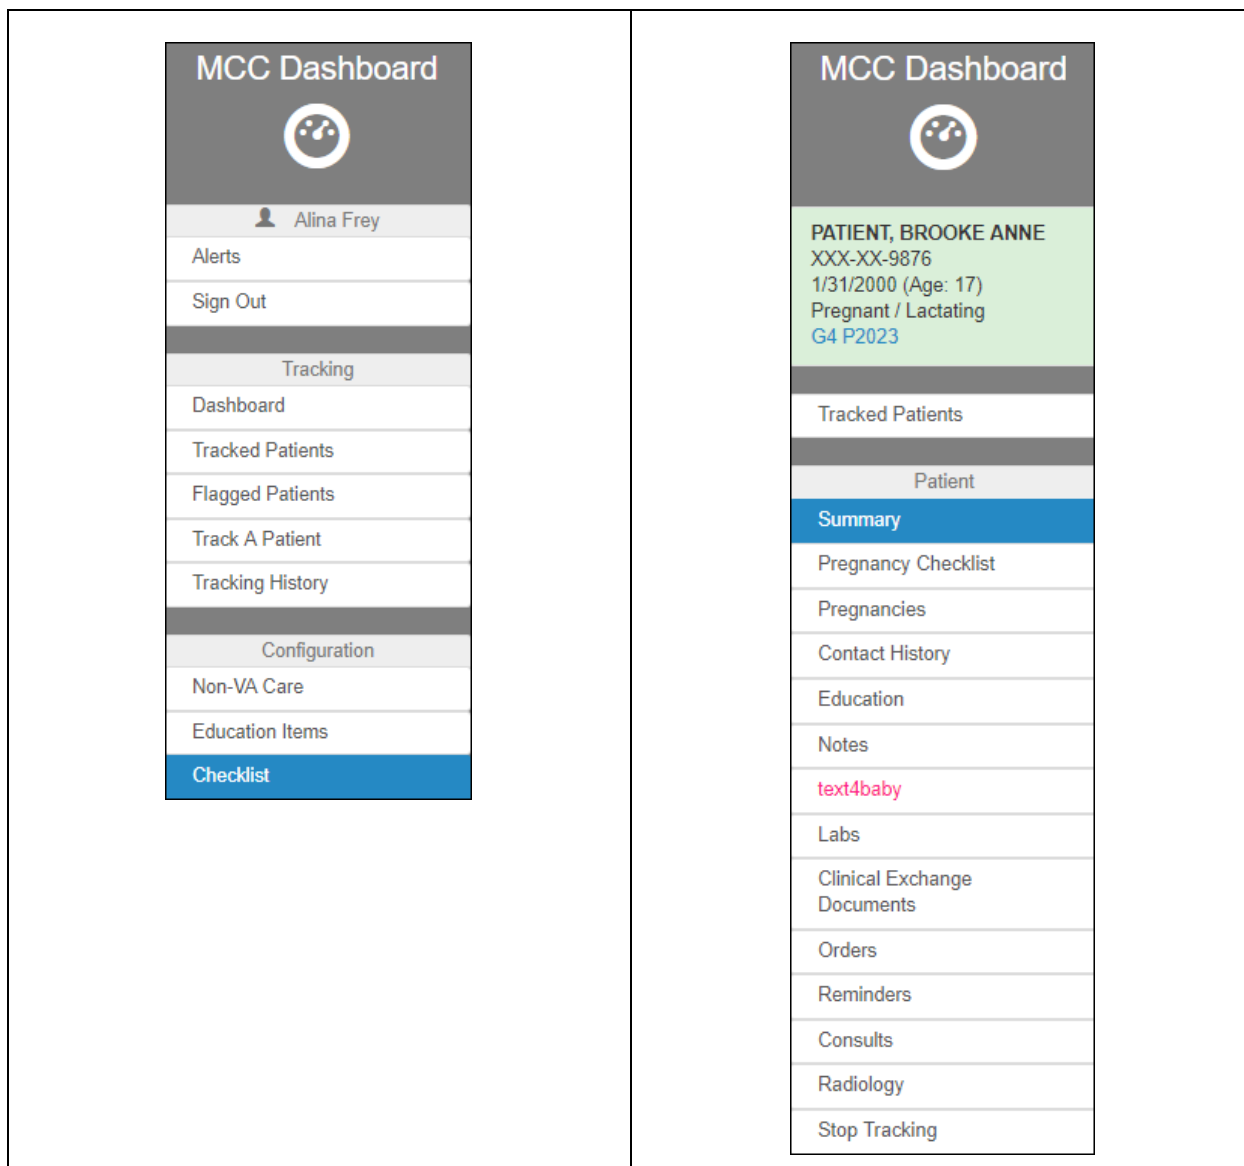 MCC Dashboard
Alina Frey
Alerts
Sign Out
Tracking
Dashboard
Tracked Patients
Flagged Patients
Track A Patient
Tracking History
Configuration
Non-VA Care
Education Items
Checklist
MCC Dashboard
PATIENT, BROOKE ANNE
XXX-XX-9876
1/31/2000 (Age: 17)
Pregnant / Lactating
G4 P2023
Tracked Patients
Patient
Summary
Pregnancy Checklist
Pregnancies
Contact History
Education
Notes
text4baby
Labs
Clinical Exchange
Documents
Orders
Reminders
Consults
Radiology
Stop Tracking